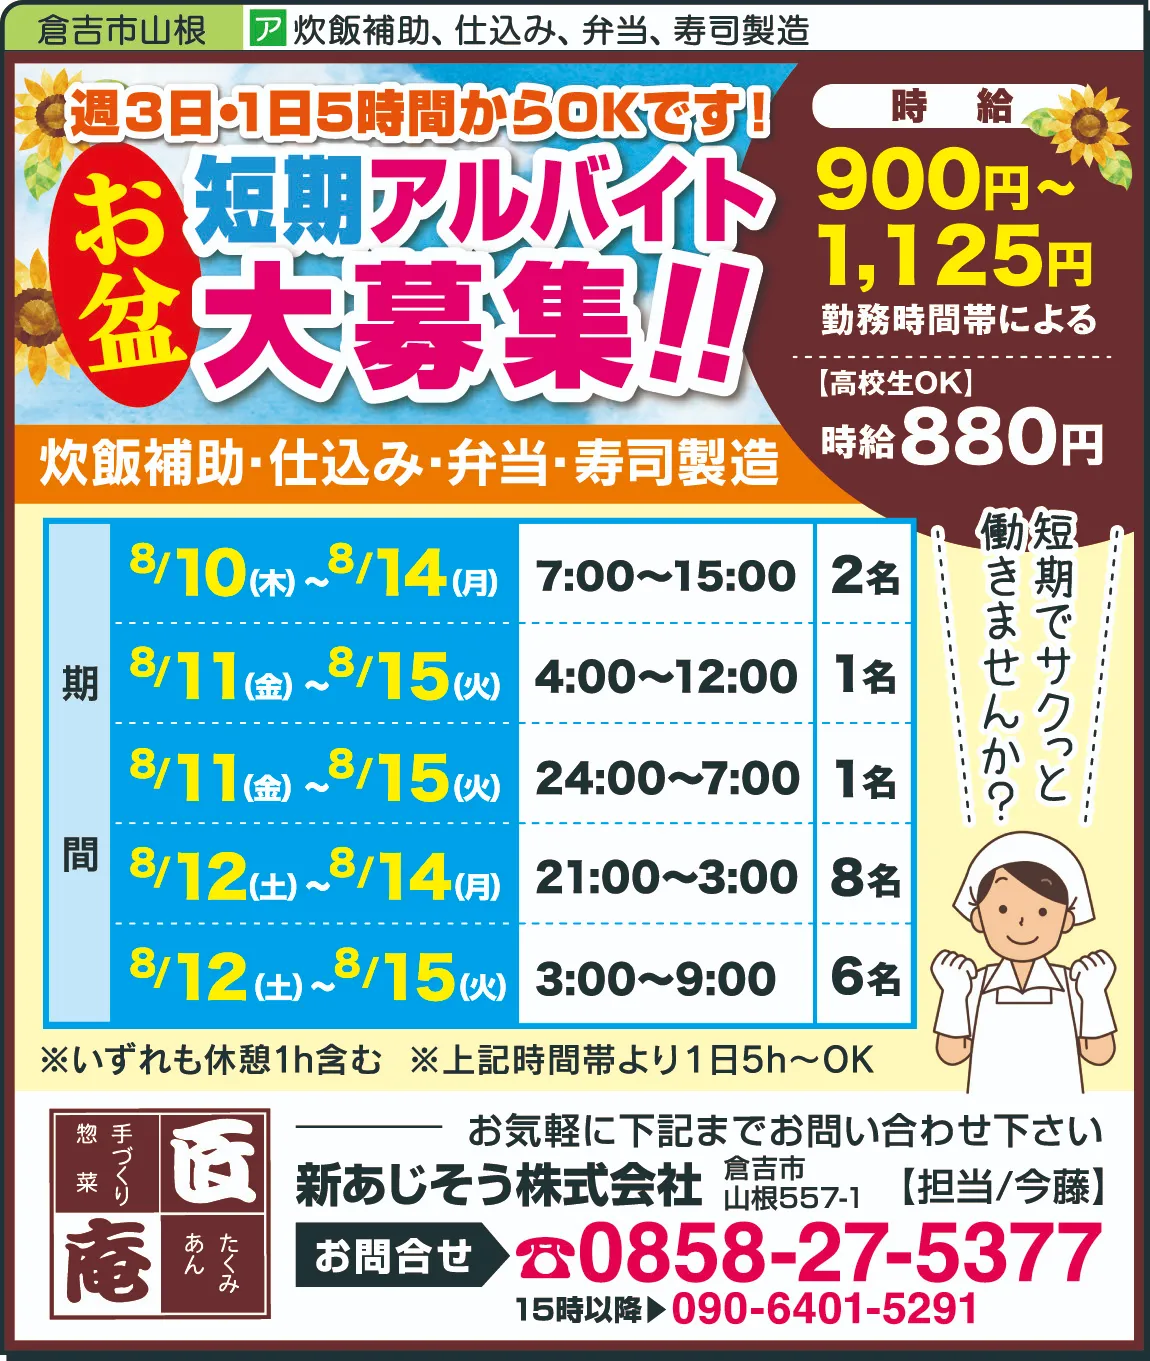 倉吉市山根 ア 炊飯補助、仕込み、弁当、寿司製造
週3日・1日5時間からOKです!
お盆
短期アルバイト
大募集!!
時 給
900円～
1,125円
勤務時間帯による
【高校生OK】
時給880円
炊飯補助・仕込み・弁当・寿司製造
期間
8/10(木)～8/14(月) 7:00～15:00 2名
8/11(金)～8/15(火) 4:00～12:00 1名
8/11(金)～8/15(火) 24:00～7:00 1名
8/12(土)～8/14(月) 21:00～3:00 8名
8/12(土)～8/15(火) 3:00～9:00 6名
短期でサクっと
働きませんか?
※いずれも休憩1h含む ※上記時間帯より1日5h～OK
手づくり
惣菜
匠
庵
たくみ
あん
お気軽に下記までお問い合わせ下さい
新あじそう株式会社 倉吉市
山根557-1 【担当/今藤】
お問合せ ☎0858-27-5377
15時以降▶090-6401-5291